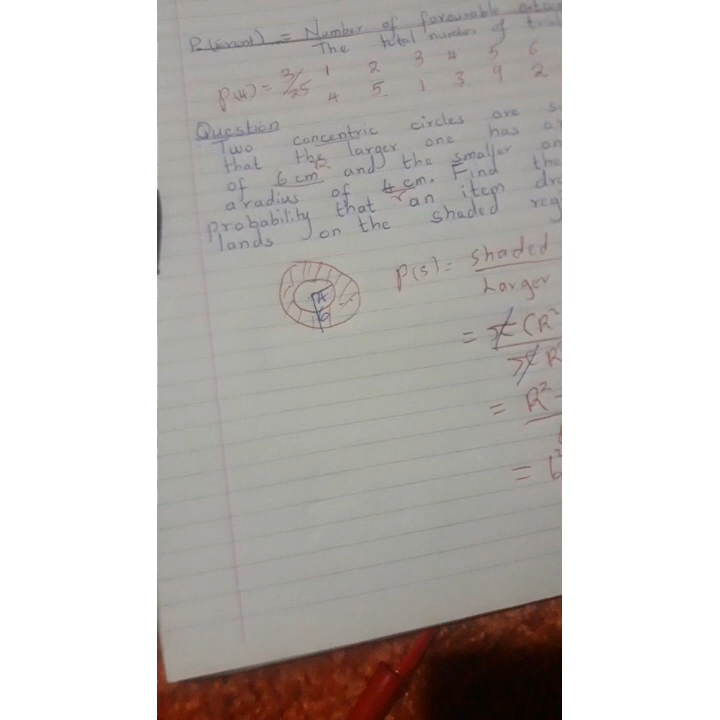 P(event) = Number of favourable
The total number of
1 2 3 4 5 6
P(4) = 3/25 4 5 1 3 9 2
Question
Two concentric circles are
that the larger one has
of 6 cm and the smaller
a radius of 4 cm. Find the
probability that an item
lands on the shaded
P(s) = shaded
Larger
= π(R²
πR
= R² -
= 6²